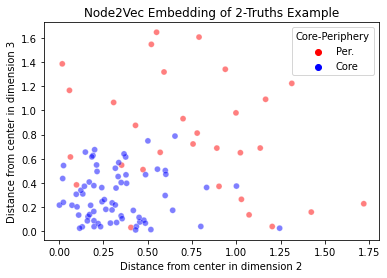 Node2Vec Embedding of 2-Truths Example
Core-Periphery
Per.
Core
Distance from center in dimension 3
1.6
1.4
1.2
1.0
0.8
0.6
0.4
0.2
0.0
0.00 0.25 0.50 0.75 1.00 1.25 1.50 1.75
Distance from center in dimension 2